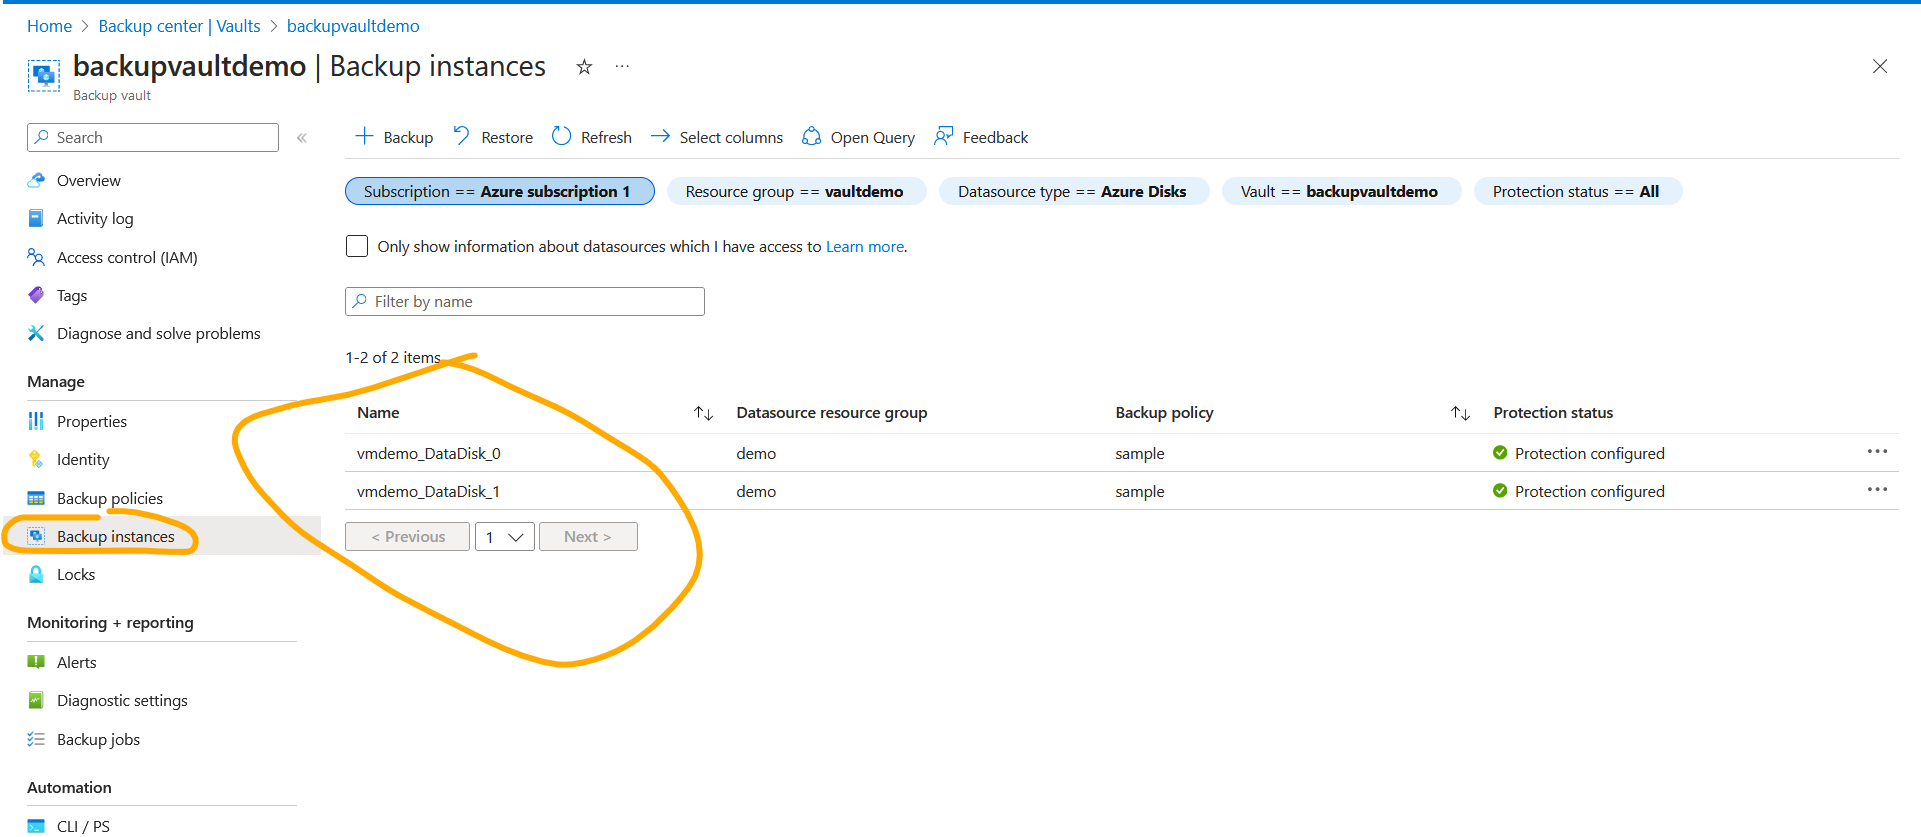 Home > Backup center | Vaults > backupvaultdemo
backupvaultdemo | Backup instances
Backup vault
Search
Overview
Activity log
Access control (IAM)
Tags
Diagnose and solve problems
Manage
Properties
Identity
Backup policies
Backup instances
Locks
Monitoring + reporting
Alerts
Diagnostic settings
Backup jobs
Automation
CLI / PS
Backup Restore Refresh Select columns Open Query Feedback
Subscription == Azure subscription 1 Resource group == vaultdemo Datasource type == Azure Disks Vault == backupvaultdemo Protection status == All
Only show information about datasources which I have access to Learn more.
Filter by name
1-2 of 2 items
Name Datasource resource group Backup policy Protection status
vmdemo_DataDisk_0 demo sample Protection configured
vmdemo_DataDisk_1 demo sample Protection configured
< Previous 1 Next >